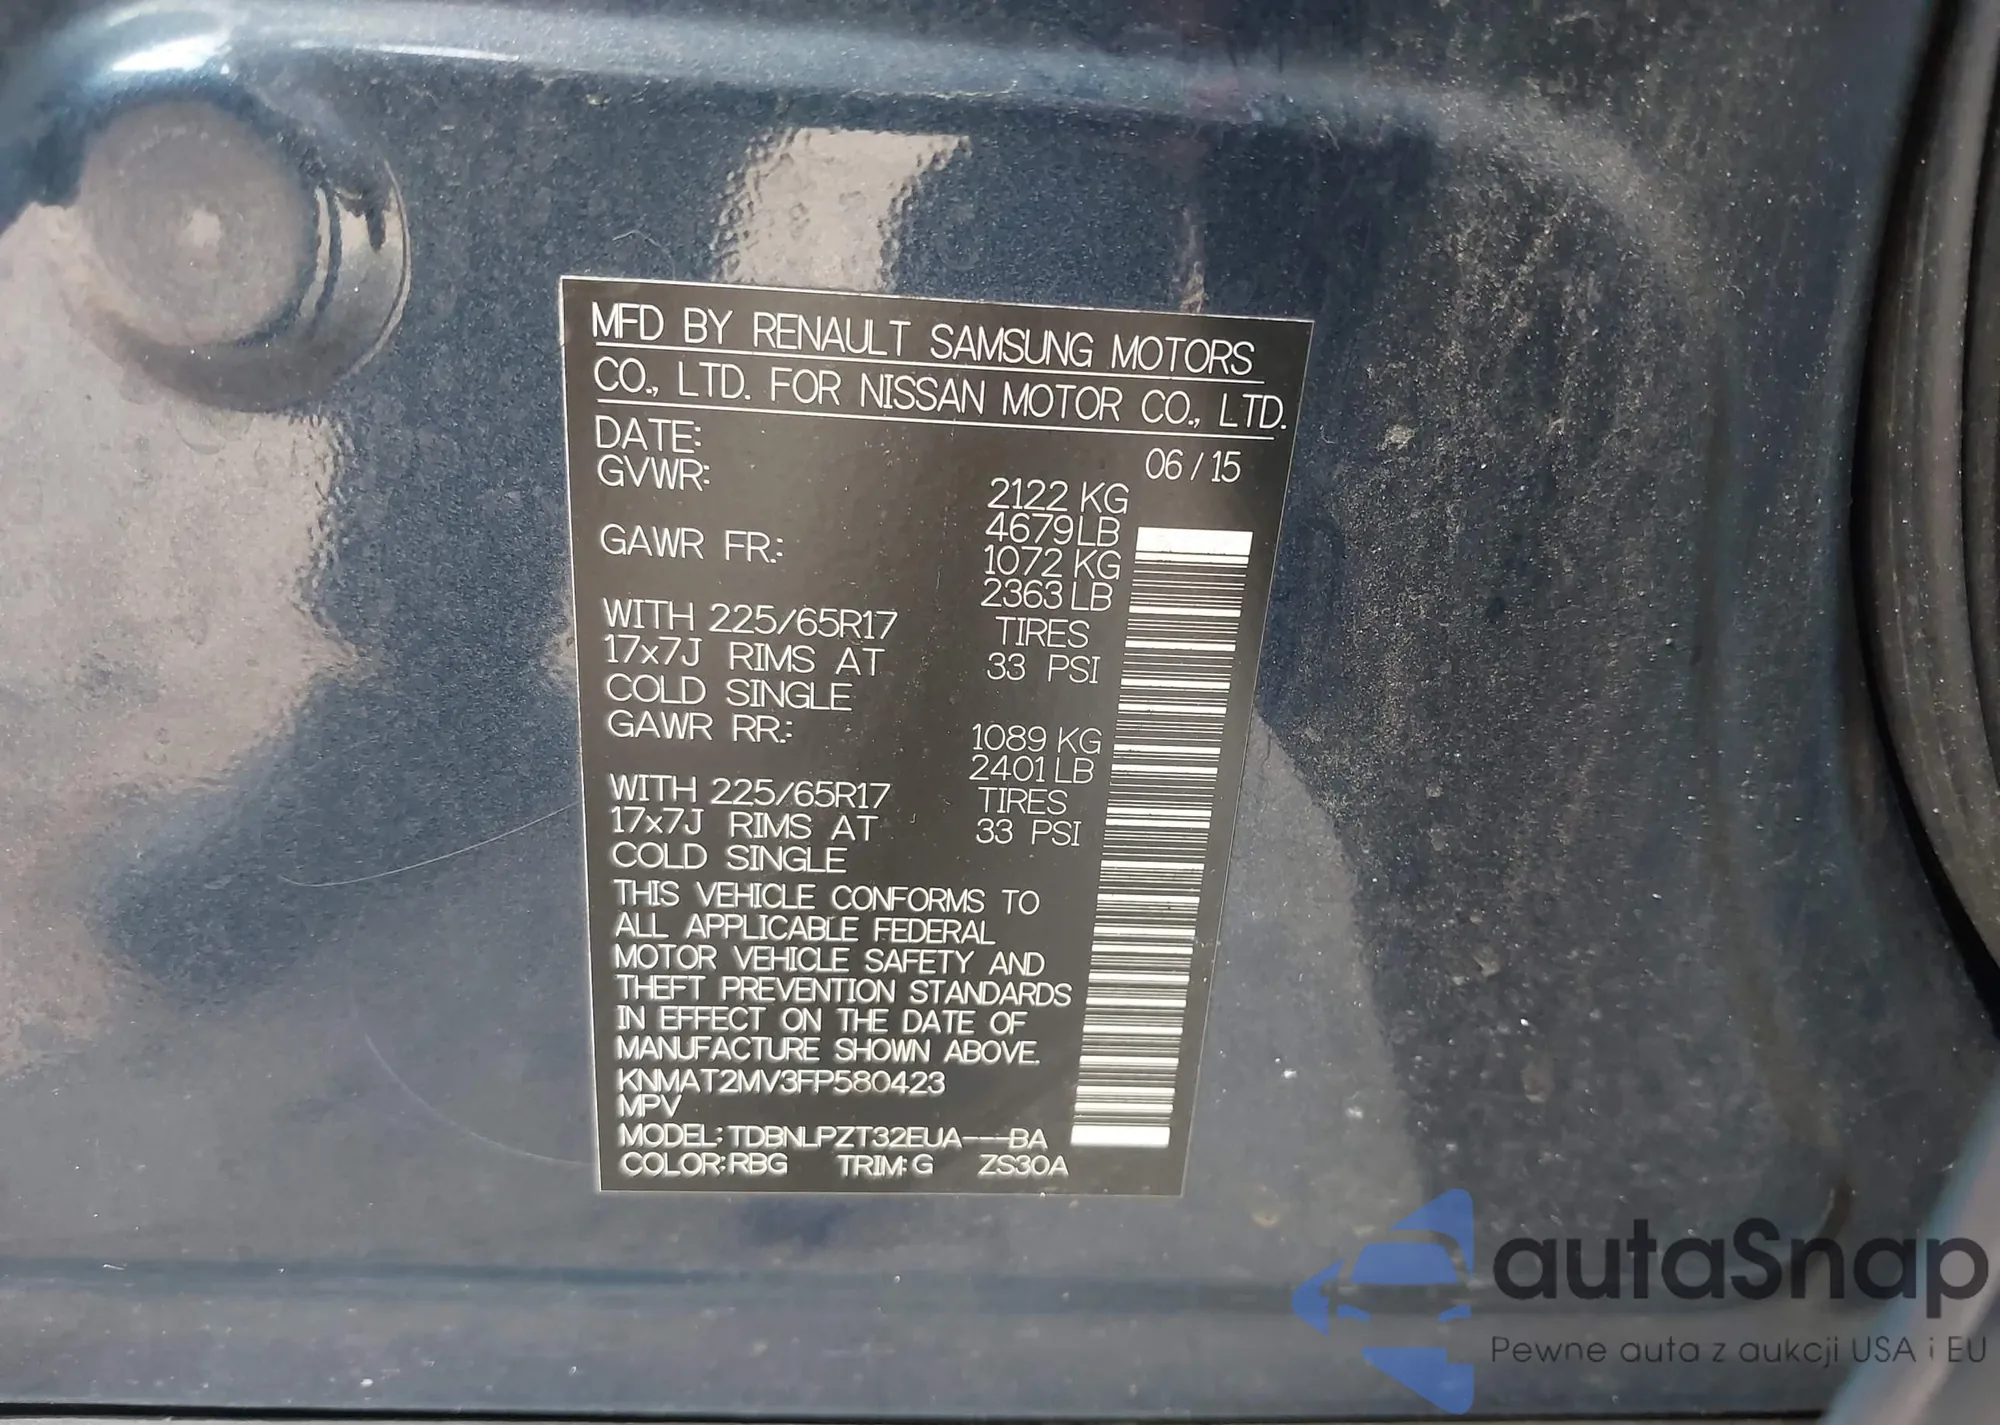 MFD BY RENAULT SAMSUNG MOTORS
CO., LTD. FOR NISSAN MOTOR CO., LTD.
DATE: 06 / 15
GVWR: 2122 KG
4679 LB
GAWR FR.: 1072 KG
2363 LB
WITH 225/65R17 TIRES
17x7J RIMS AT 33 PSI
COLD SINGLE
GAWR RR.: 1089 KG
2401 LB
WITH 225/65R17 TIRES
17x7J RIMS AT 33 PSI
COLD SINGLE
THIS VEHICLE CONFORMS TO
ALL APPLICABLE FEDERAL
MOTOR VEHICLE SAFETY AND
THEFT PREVENTION STANDARDS
IN EFFECT ON THE DATE OF
MANUFACTURE SHOWN ABOVE.
KNMAT2MV3FP580423
MPV
MODEL: TDBNLPZT32EUA---BA
COLOR: RBG TRIM: G ZS30A
autaSnap
Pewne auta z aukcji USA i EU